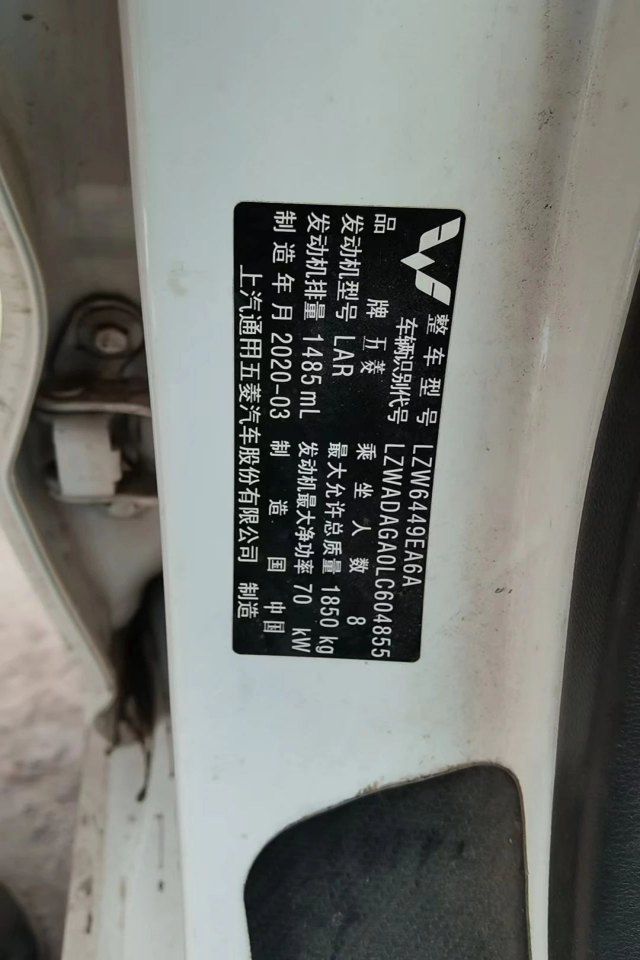 整车型号 LZW6449EA6A
车辆识别代号 LZWADAGA0LC604855
品牌 五菱 乘坐人数 8
发动机型号 LAR 最大允许总质量 1850 kg
发动机排量 1485 mL 发动机最大净功率 70 kW
制造年月 2020-03 制造国 中国
上汽通用五菱汽车股份有限公司 制造